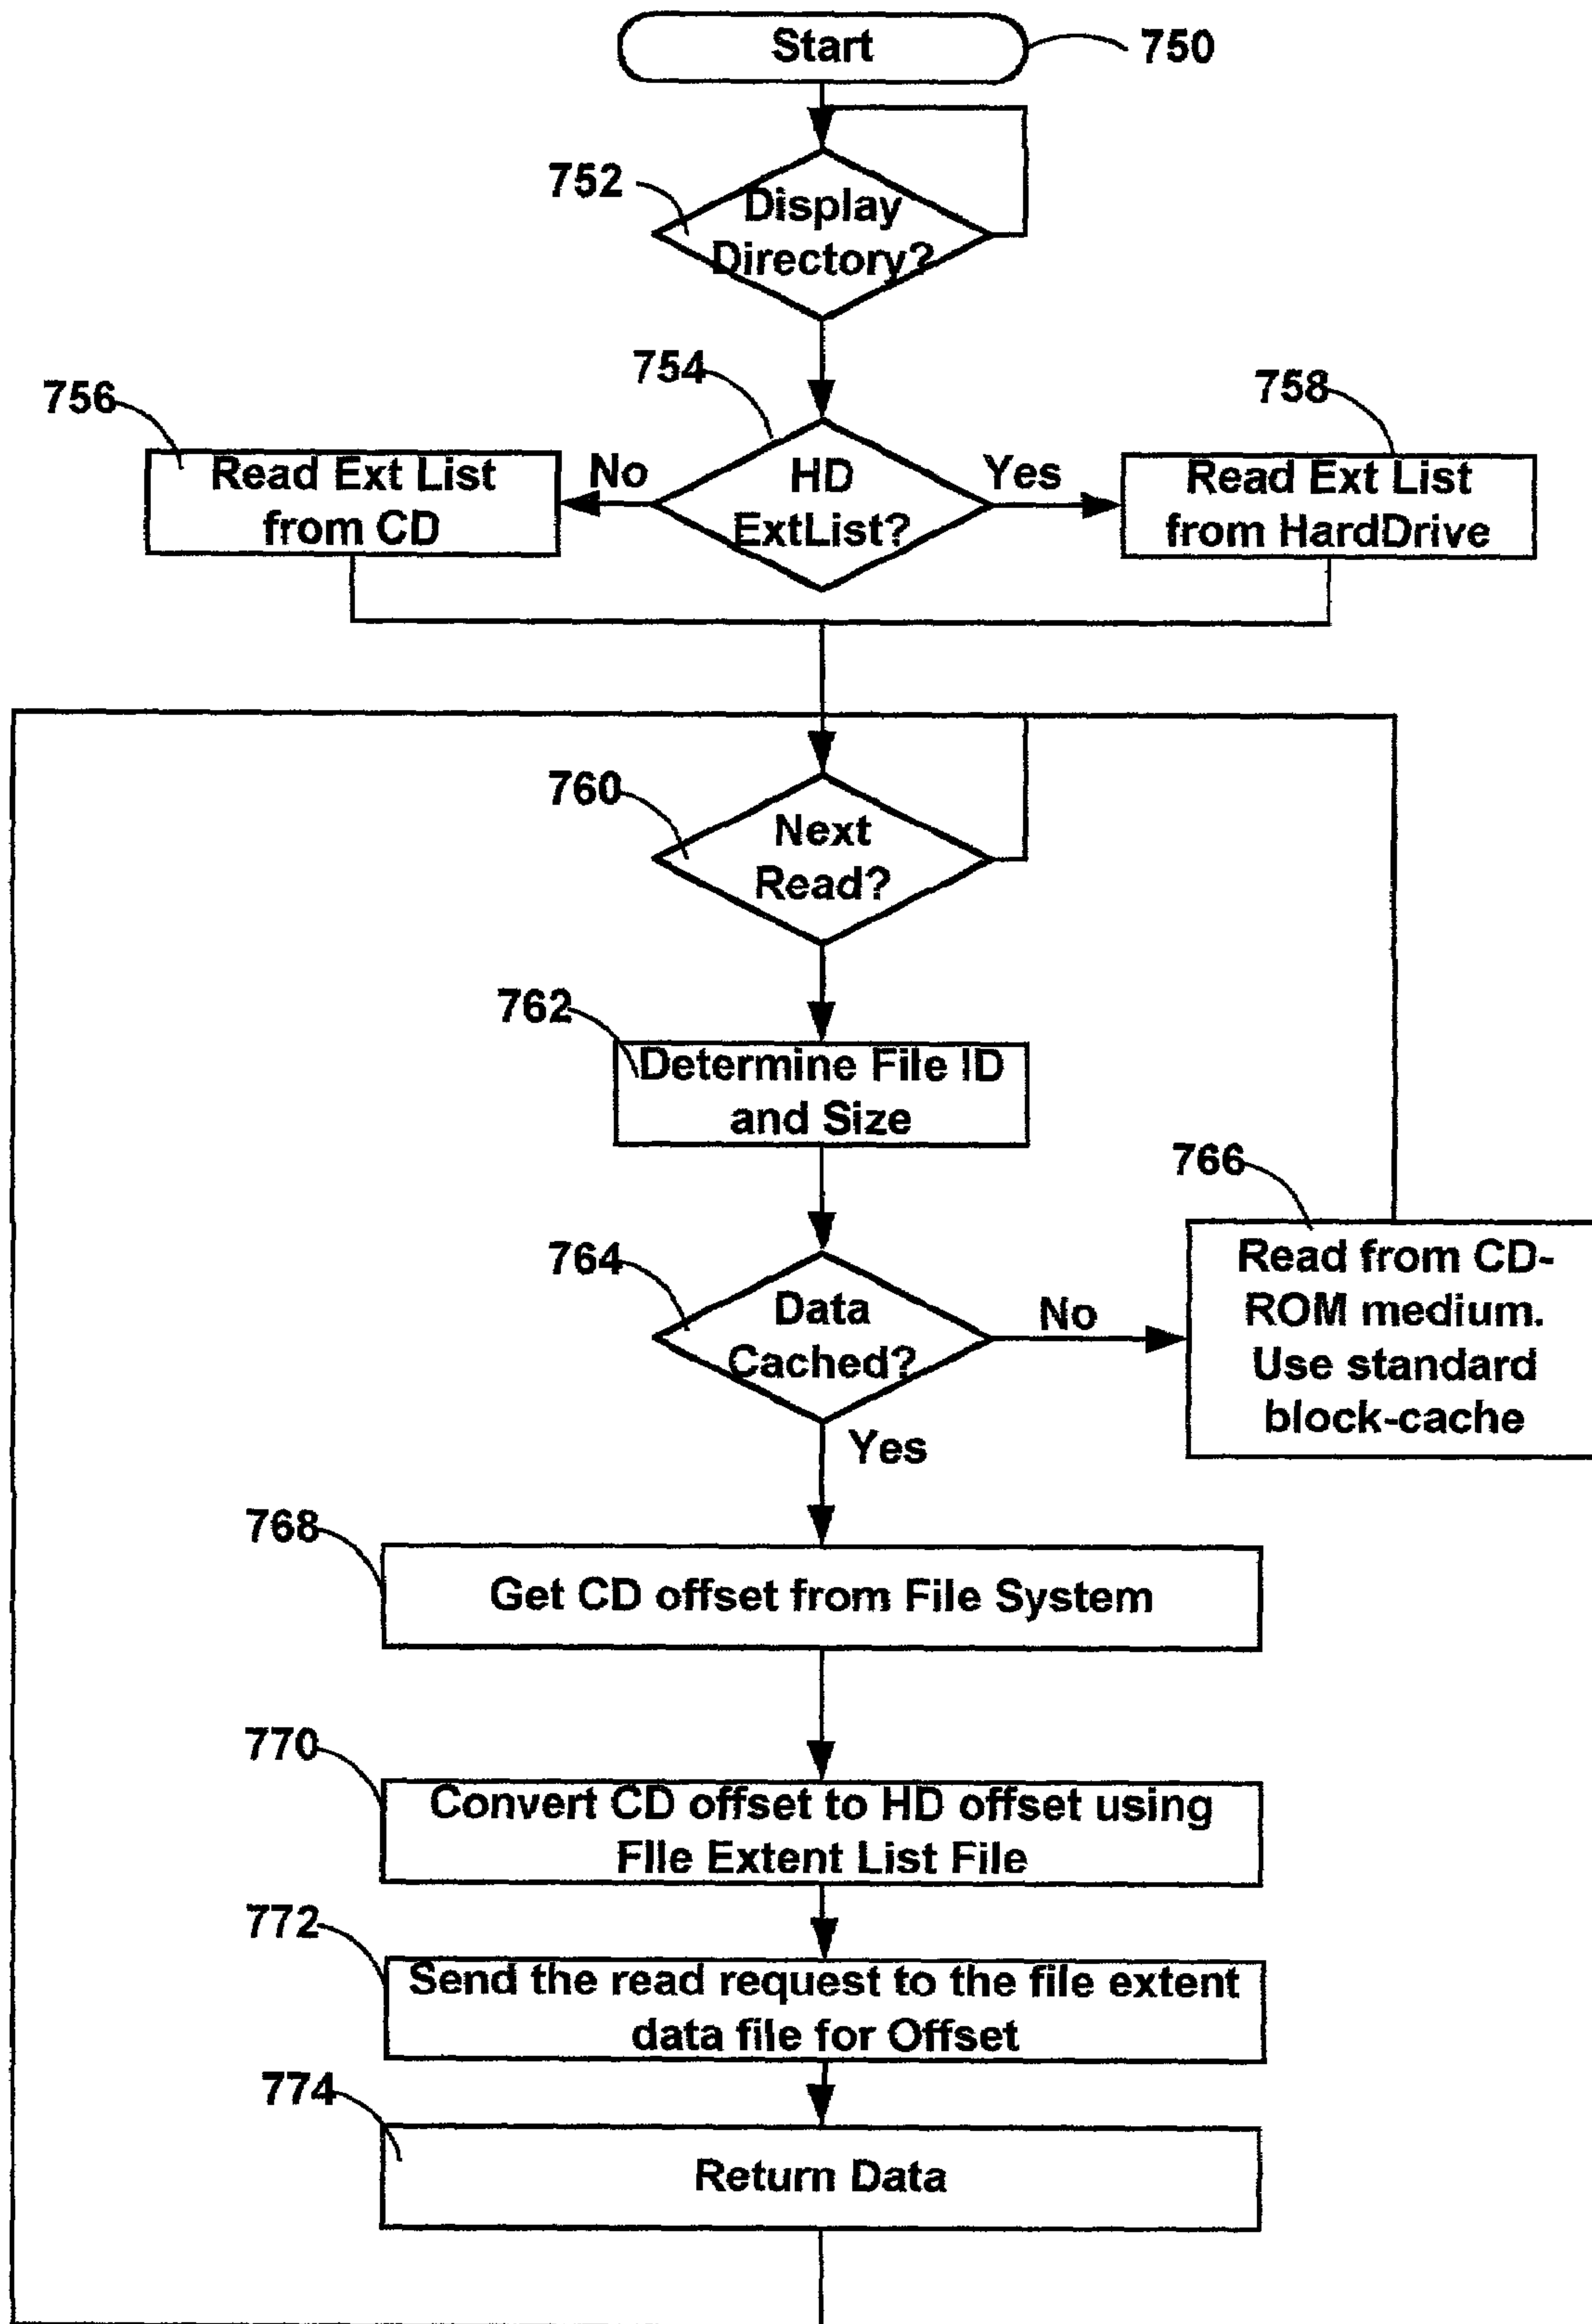 Start
750
752
Display
Directory?
754
756
758
Read Ext List
from CD
No
HD
ExtList?
Yes
Read Ext List
from HardDrive
760
Next
Read?
762
Determine File ID
and Size
764
Data
Cached?
No
766
Read from CD-
ROM medium.
Use standard
block-cache
Yes
768
Get CD offset from File System
770
Convert CD offset to HD offset using
FIle Extent List File
772
Send the read request to the file extent
data file for Offset
774
Return Data